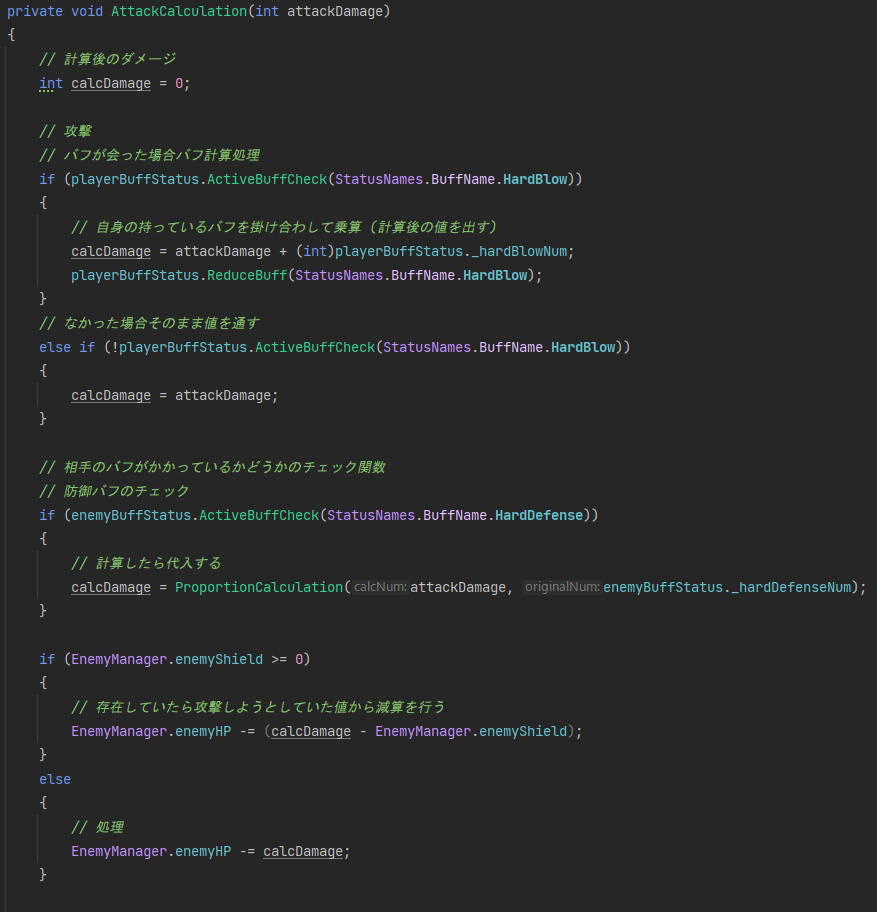 private void AttackCalculation(int attackDamage)
{
// 計算後のダメージ
int calcDamage = 0;
// 攻撃
// バフが会った場合バフ計算処理
if (playerBuffStatus.ActiveBuffCheck(StatusNames.BuffName.HardBlow))
{
// 自身の持っているバフを掛け合わして乗算（計算後の値を出す）
calcDamage = attackDamage + (int)playerBuffStatus._hardBlowNum;
playerBuffStatus.ReduceBuff(StatusNames.BuffName.HardBlow);
}
// なかった場合そのまま値を通す
else if (!playerBuffStatus.ActiveBuffCheck(StatusNames.BuffName.HardBlow))
{
calcDamage = attackDamage;
}
// 相手のバフがかかっているかどうかのチェック関数
// 防御バフのチェック
if (enemyBuffStatus.ActiveBuffCheck(StatusNames.BuffName.HardDefense))
{
// 計算したら代入する
calcDamage = ProportionCalculation(calcNum:attackDamage, originalNum:enemyBuffStatus._hardDefenseNum);
}
if (EnemyManager.enemyShield >= 0)
{
// 存在していたら攻撃しようとしていた値から減算を行う
EnemyManager.enemyHP -= (calcDamage - EnemyManager.enemyShield);
}
else
{
// 処理
EnemyManager.enemyHP -= calcDamage;
}